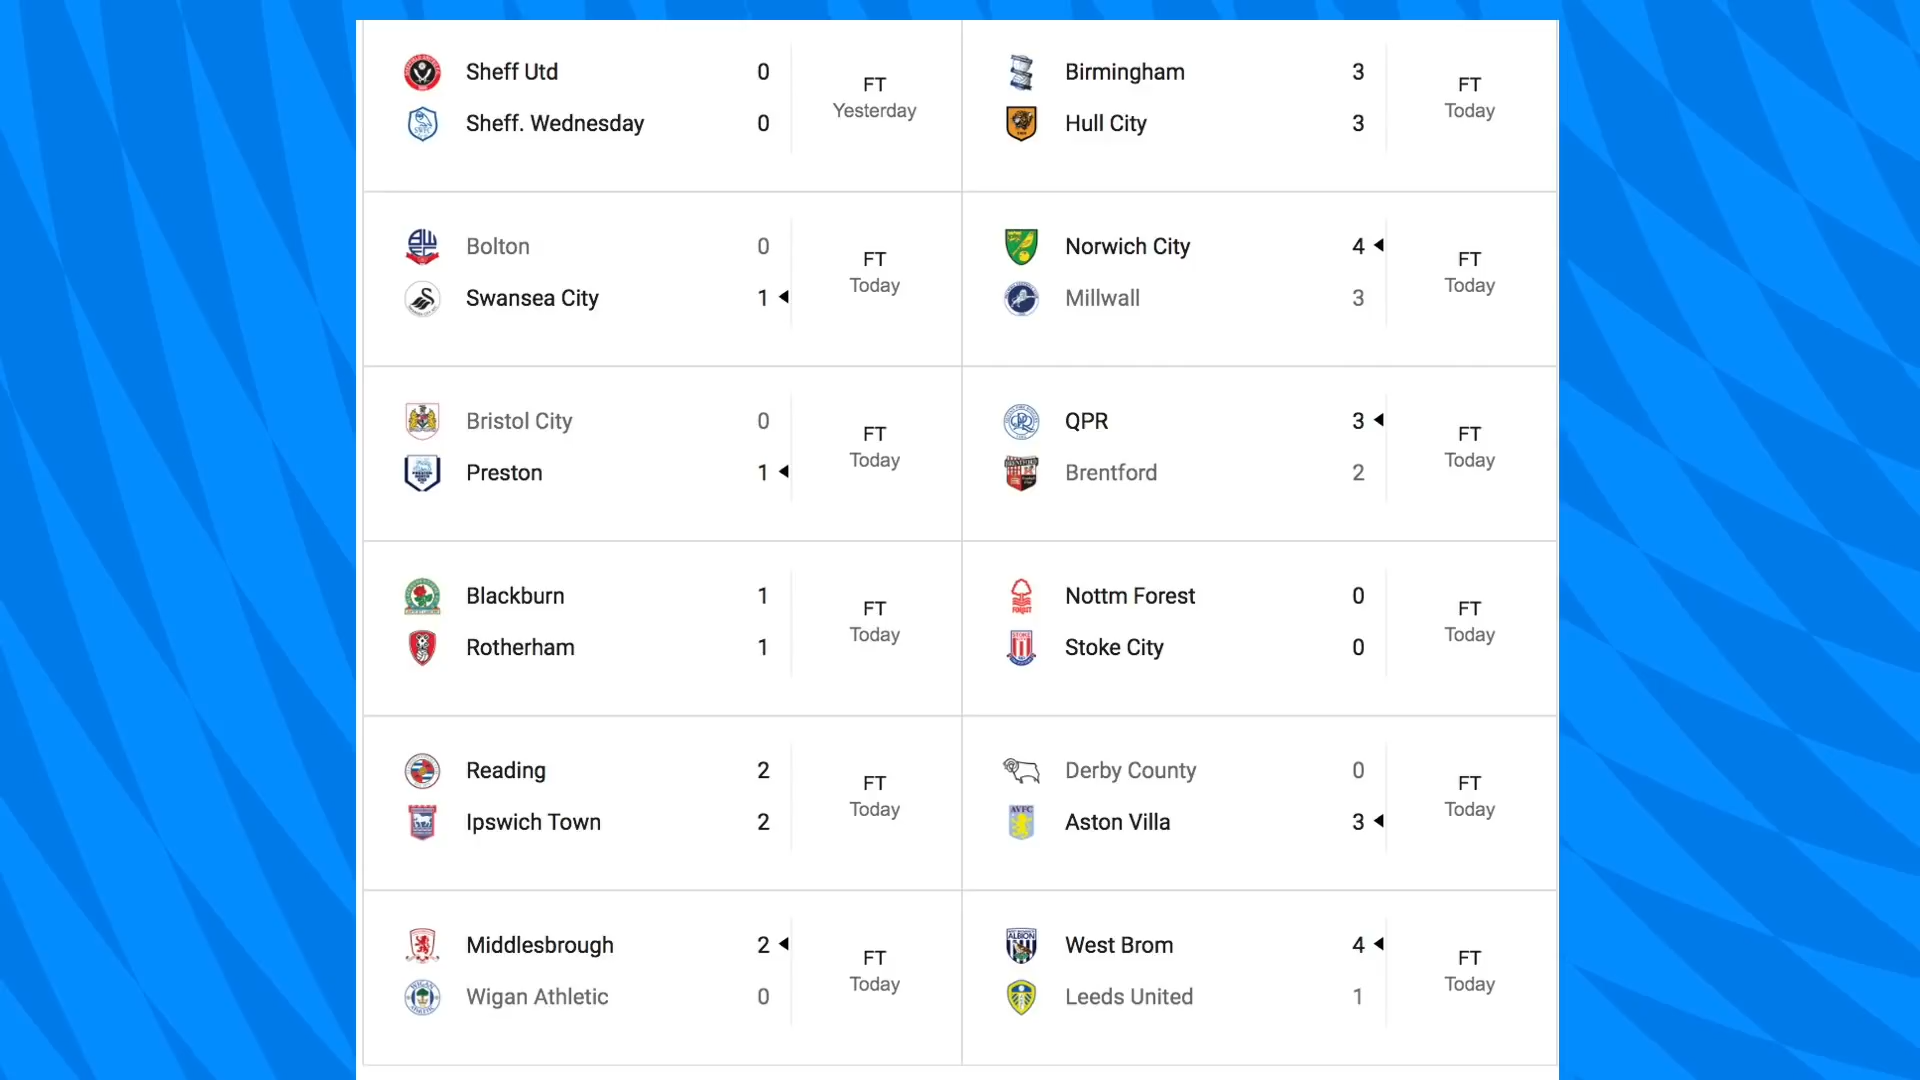 Sheff Utd 0
Sheff. Wednesday 0
FT
Yesterday
Birmingham 3
Hull City 3
FT
Today
Bolton 0
Swansea City 1
FT
Today
Norwich City 4
Millwall 3
FT
Today
Bristol City 0
Preston 1
FT
Today
QPR 3
Brentford 2
FT
Today
Blackburn 1
Rotherham 1
FT
Today
Nottm Forest 0
Stoke City 0
FT
Today
Reading 2
Ipswich Town 2
FT
Today
Derby County 0
Aston Villa 3
FT
Today
Middlesbrough 2
Wigan Athletic 0
FT
Today
West Brom 4
Leeds United 1
FT
Today